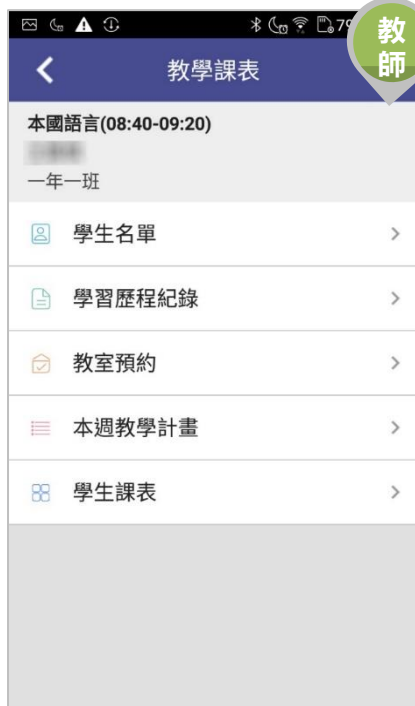 79
教師
教學課表
本國語言(08:40-09:20)
一年一班
學生名單
學習歷程紀錄
教室預約
本週教學計畫
學生課表